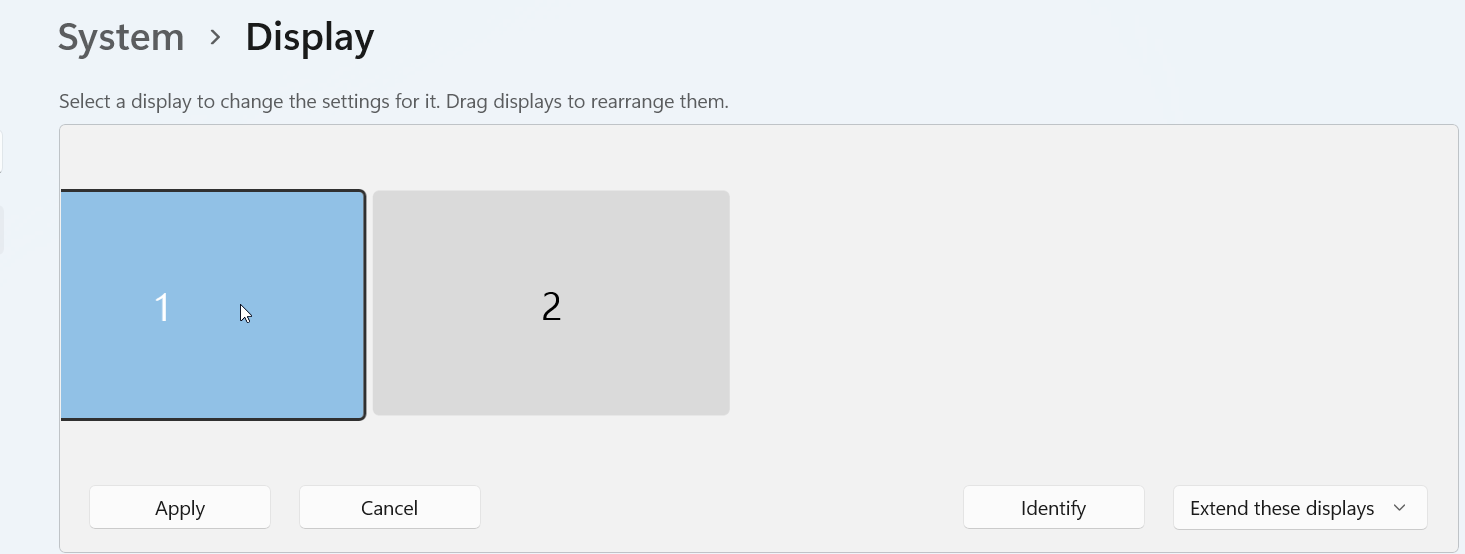 System > Display
Select a display to change the settings for it. Drag displays to rearrange them.
1 2
Apply Cancel Identify Extend these displays